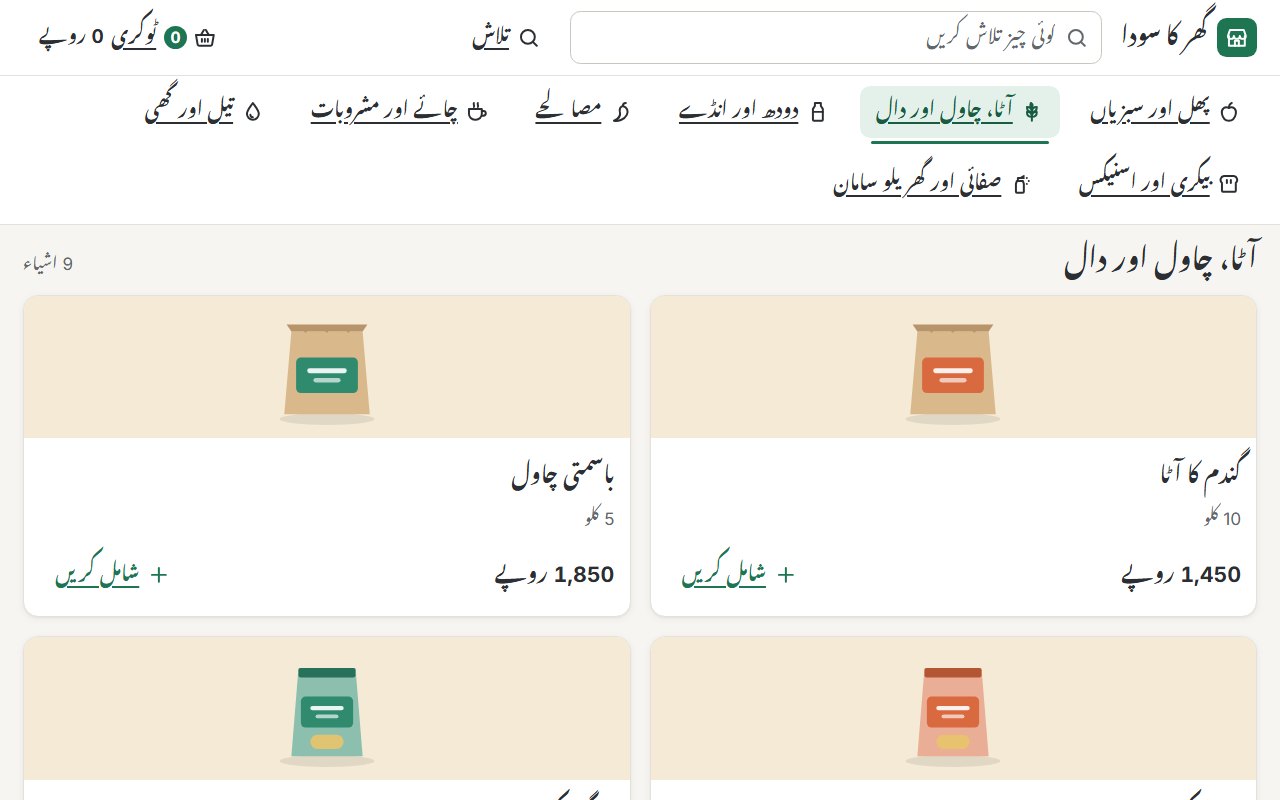 گھر کا سودا
کوئی چیز تلاش کریں
تلاش
0 ٹوکری 0 روپے
پھل اور سبزیاں
آٹا، چاول اور دال
دودھ اور انڈے
مصالحے
چائے اور مشروبات
تیل اور گھی
بیکری اور اسنیکس
صفائی اور گھریلو سامان
آٹا، چاول اور دال
9 اشیاء
گندم کا آٹا
10 کلو
1,450 روپے
شامل کریں
باسمتی چاول
5 کلو
1,850 روپے
شامل کریں